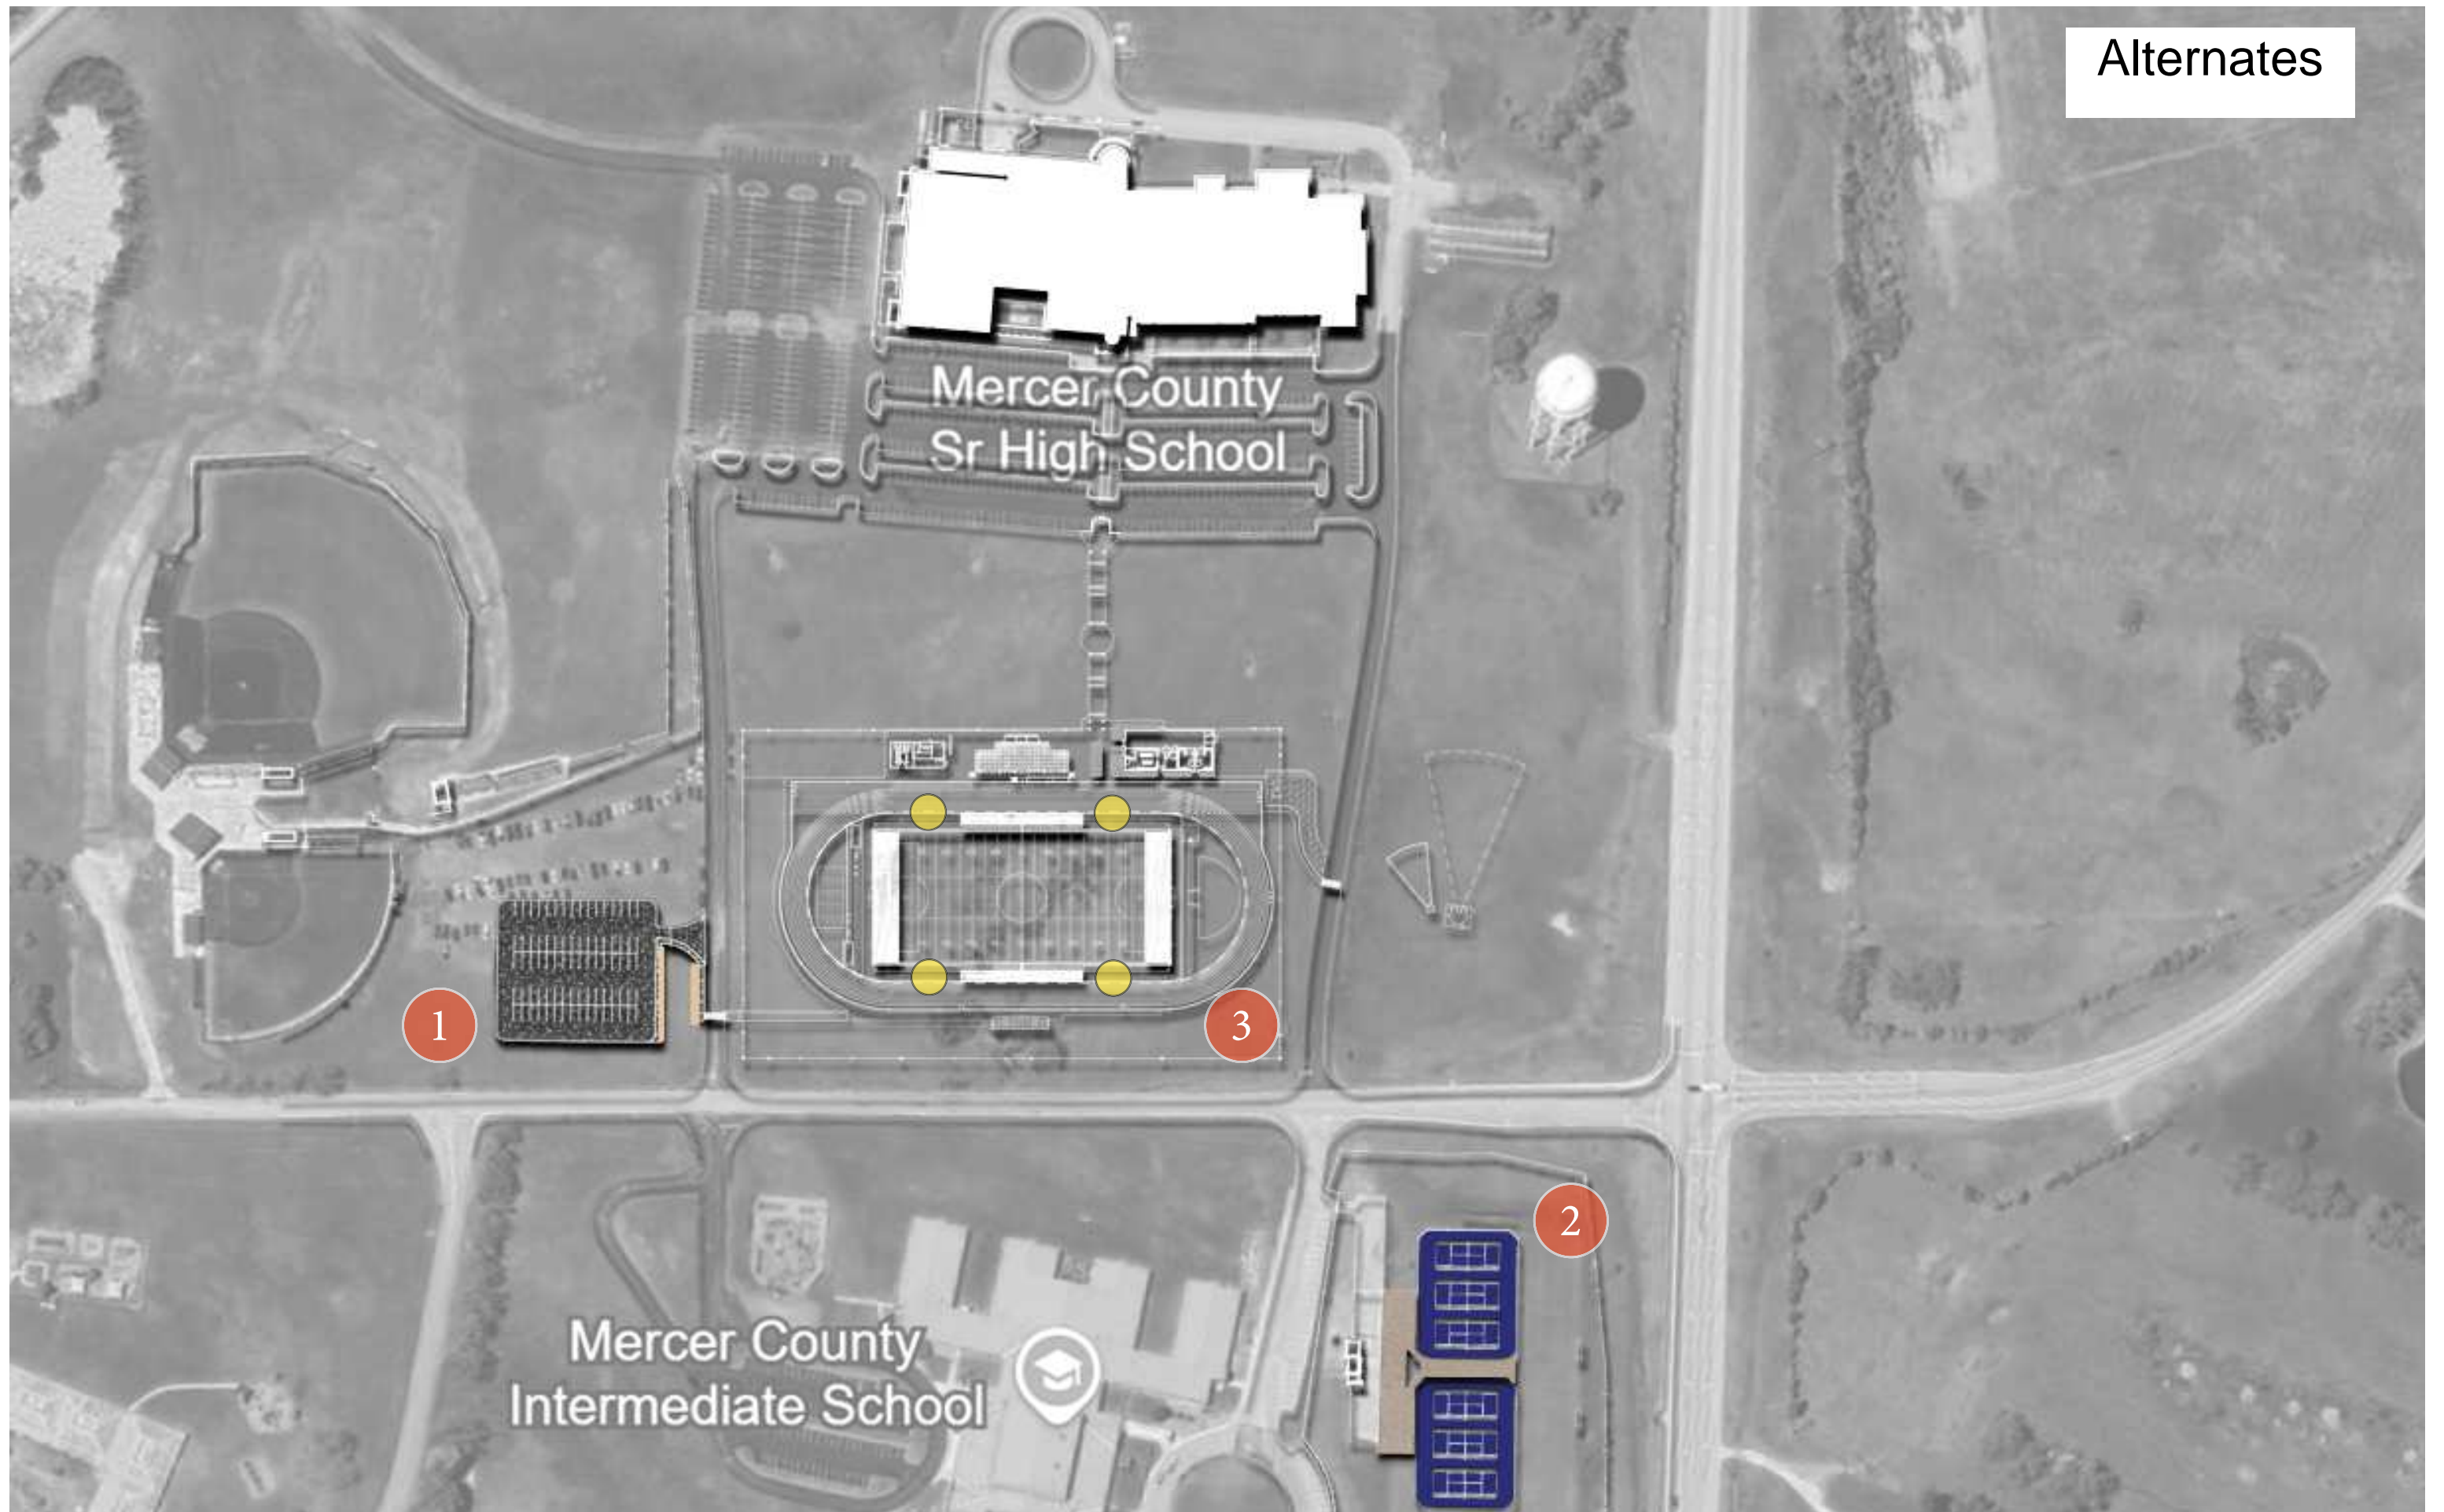 Alternates
Mercer County
Sr High School
1
3
2
Mercer County
Intermediate School